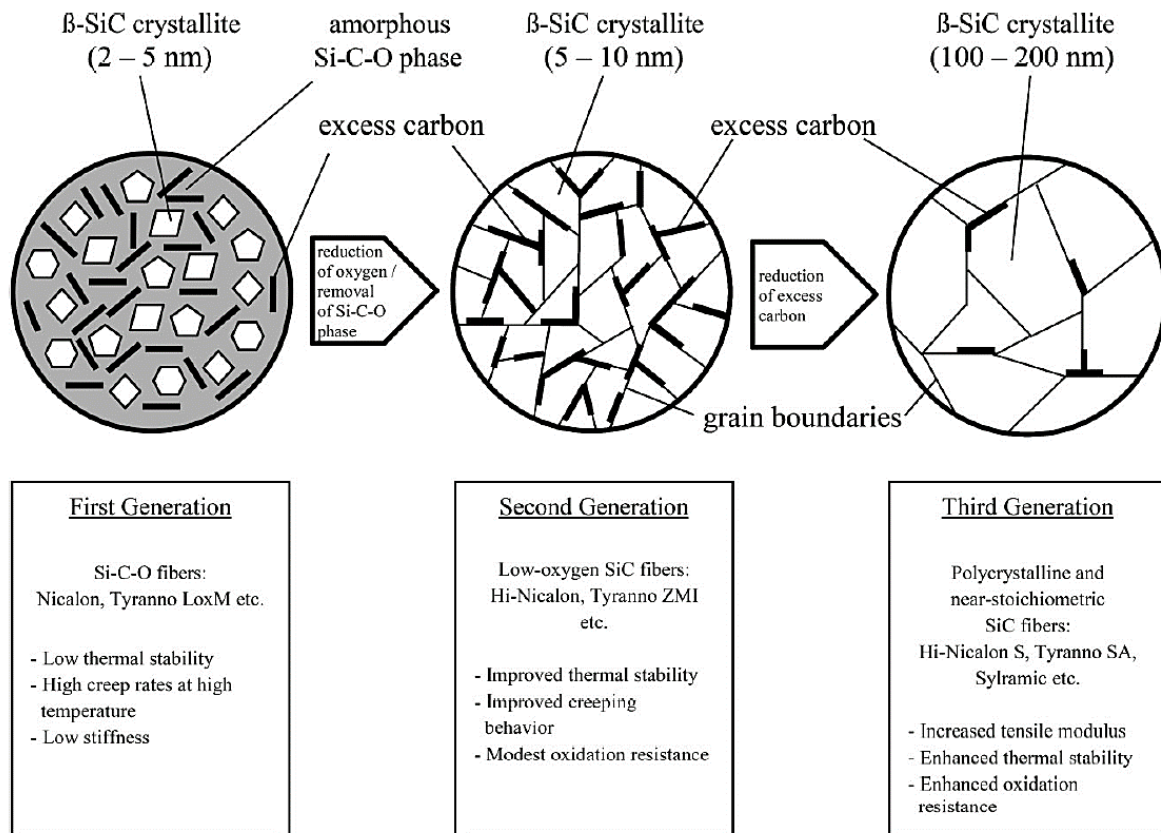 ß-SiC crystallite
(2 – 5 nm)
amorphous
Si-C-O phase
ß-SiC crystallite
(5 – 10 nm)
ß-SiC crystallite
(100 – 200 nm)
excess carbon
excess carbon
reduction
of oxygen /
removal
of Si-C-O
phase
reduction
of excess
carbon
grain boundaries
First Generation
Si-C-O fibers:
Nicalon, Tyranno LoxM etc.
- Low thermal stability
- High creep rates at high
temperature
- Low stiffness
Second Generation
Low-oxygen SiC fibers:
Hi-Nicalon, Tyranno ZMI
etc.
- Improved thermal stability
- Improved creeping
behavior
- Modest oxidation resistance
Third Generation
Polycrystalline and
near-stoichiometric
SiC fibers:
Hi-Nicalon S, Tyranno SA,
Sylramic etc.
- Increased tensile modulus
- Enhanced thermal stability
- Enhanced oxidation
resistance